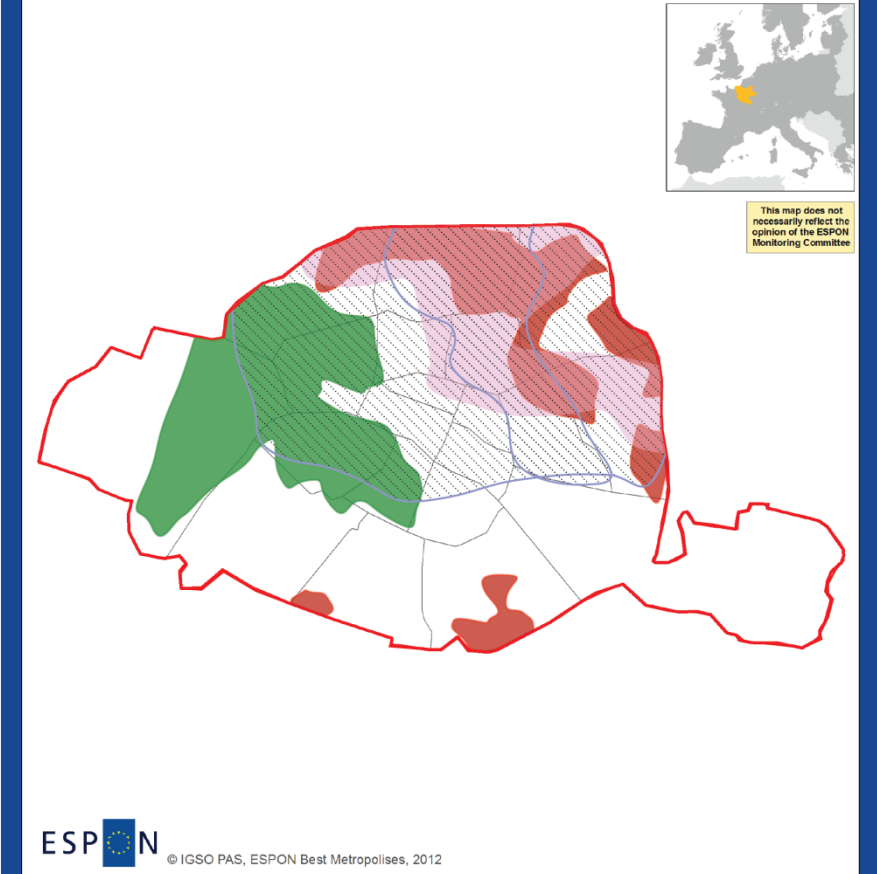 This map does not
necessarily reflect the
opinion of the ESPON
Monitoring Committee
ESPON
© IGSO PAS, ESPON Best Metropolises, 2012